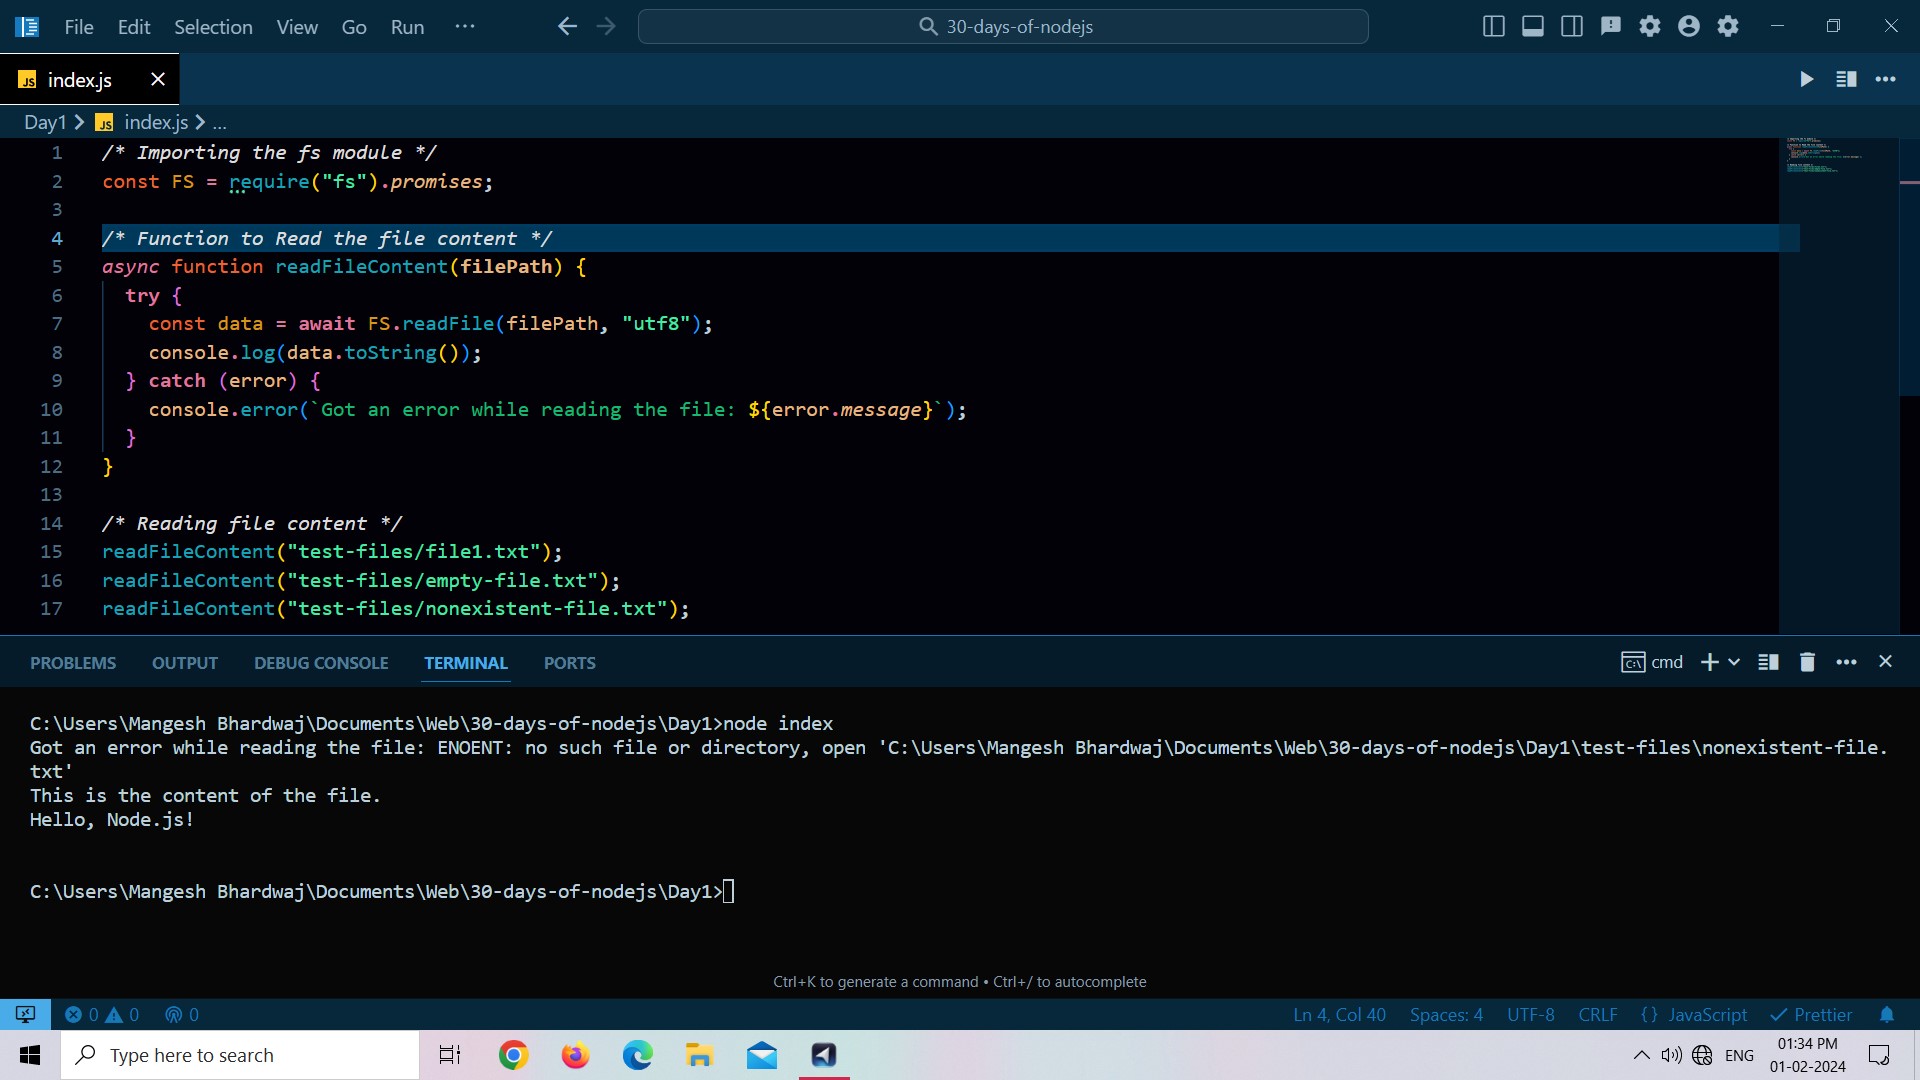 File Edit Selection View Go Run ···
30-days-of-nodejs
JS index.js
Day1 > JS index.js > ...
1 /* Importing the fs module */
2 const FS = require("fs").promises;
3
4 /* Function to Read the file content */
5 async function readFileContent(filePath) {
6 try {
7 const data = await FS.readFile(filePath, "utf8");
8 console.log(data.toString());
9 } catch (error) {
10 console.error(`Got an error while reading the file: ${error.message}`);
11 }
12 }
13
14 /* Reading file content */
15 readFileContent("test-files/file1.txt");
16 readFileContent("test-files/empty-file.txt");
17 readFileContent("test-files/nonexistent-file.txt");
PROBLEMS OUTPUT DEBUG CONSOLE TERMINAL PORTS cmd
C:\Users\Mangesh Bhardwaj\Documents\Web\30-days-of-nodejs\Day1>node index
Got an error while reading the file: ENOENT: no such file or directory, open 'C:\Users\Mangesh Bhardwaj\Documents\Web\30-days-of-nodejs\Day1\test-files\nonexistent-file.
txt'
This is the content of the file.
Hello, Node.js!
C:\Users\Mangesh Bhardwaj\Documents\Web\30-days-of-nodejs\Day1>
Ctrl+K to generate a command • Ctrl+/ to autocomplete
0 0 0 Ln 4, Col 40 Spaces: 4 UTF-8 CRLF {} JavaScript Prettier
Type here to search ENG 01:34 PM
01-02-2024